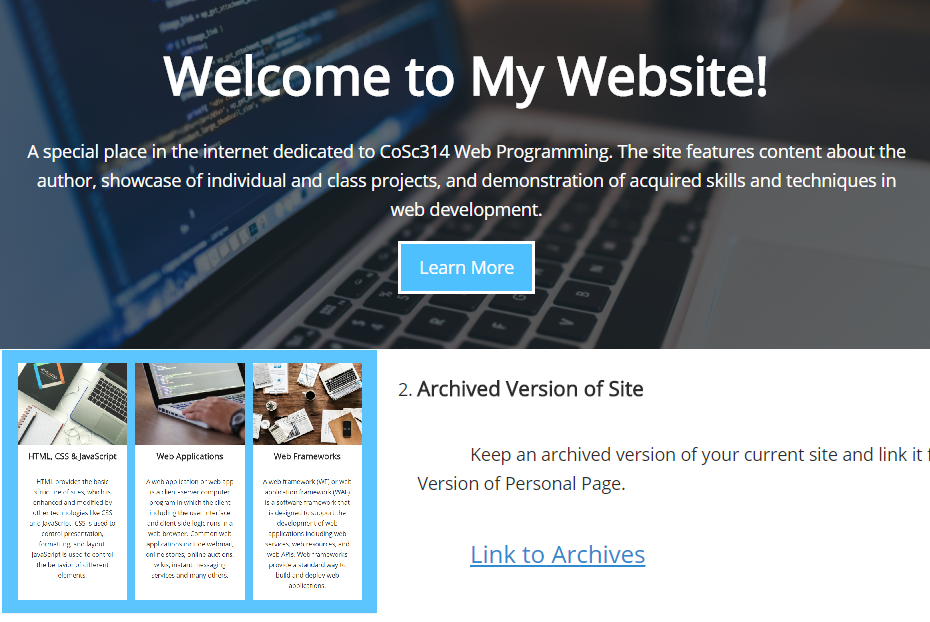 Welcome to My Website!
A special place in the internet dedicated to CoSc314 Web Programming. The site features content about the
author, showcase of individual and class projects, and demonstration of acquired skills and techniques in
web development.
Learn More
HTML, CSS & JavaScript
HTML provides the basic
structure of sites, which is
enhanced and modified by
other technologies like CSS
and JavaScript. CSS is used to
control presentation,
formatting, and layout.
JavaScript is used to control
the behavior of different
elements.
Web Applications
A web application or web app
is a client-server computer
program in which the client
including the user interface
and client-side logic runs in a
web browser. Common web
applications include webmail,
online stores, online auctions,
wikis, instant messaging
services and many others.
Web Frameworks
A web framework (WF) or web
application framework (WAF)
is a software framework that
is designed to support the
development of web
applications including web
services, web resources, and
web APIs. Web frameworks
provide a standard way to
build and deploy web
applications.
2. Archived Version of Site
Keep an archived version of your current site and link it f
Version of Personal Page.
Link to Archives